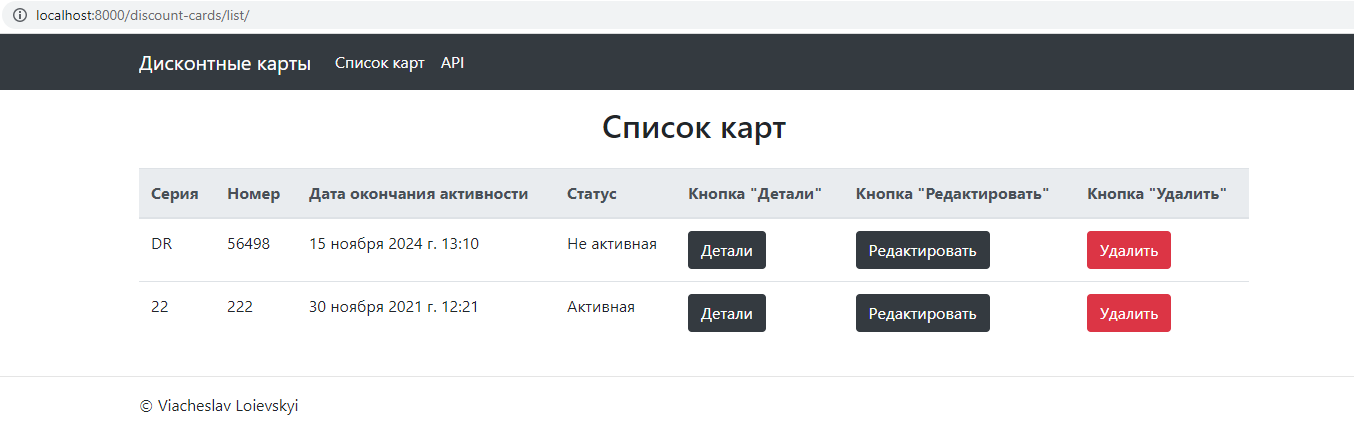 localhost:8000/discount-cards/list/
Дисконтные карты Список карт API
Список карт
Серия Номер Дата окончания активности Статус Кнопка "Детали" Кнопка "Редактировать" Кнопка "Удалить"
DR 56498 15 ноября 2024 г. 13:10 Не активная Детали Редактировать Удалить
22 222 30 ноября 2021 г. 12:21 Активная Детали Редактировать Удалить
© Viacheslav Loievskyi